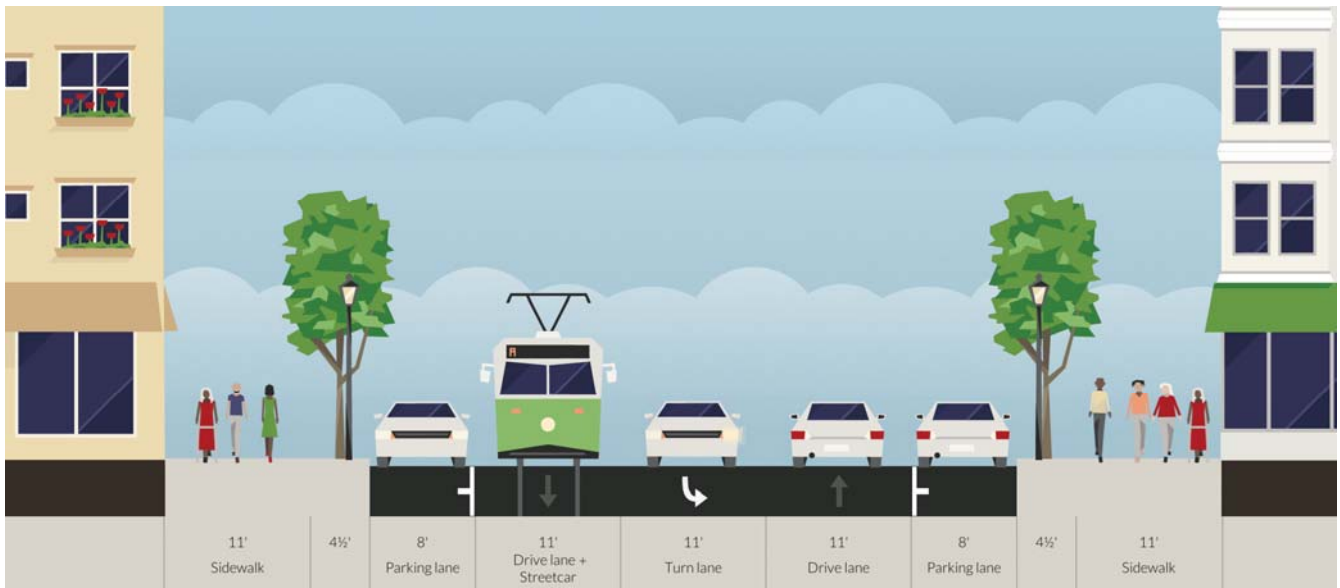 A
11'
Sidewalk
4½'
8'
Parking lane
11'
Drive lane +
Streetcar
11'
Turn lane
11'
Drive lane
8'
Parking lane
4½'
11'
Sidewalk